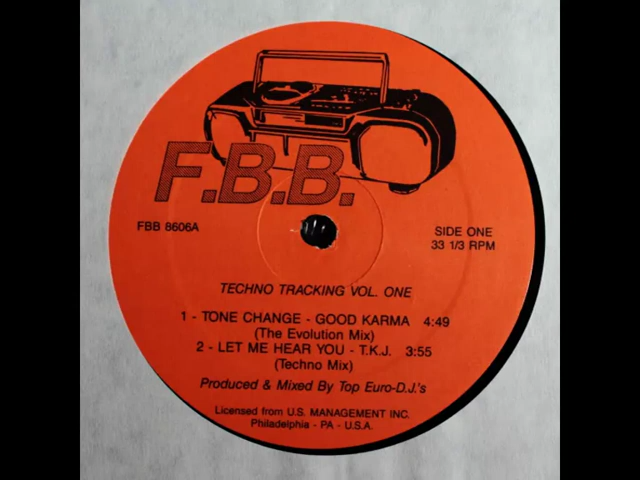 F.B.B.
FBB 8606A
SIDE ONE
33 1/3 RPM
TECHNO TRACKING VOL. ONE
1 - TONE CHANGE - GOOD KARMA 4:49
(The Evolution Mix)
2 - LET ME HEAR YOU - T.K.J. 3:55
(Techno Mix)
Produced & Mixed By Top Euro-D.J.'s
Licensed from U.S. MANAGEMENT INC.
Philadelphia - PA - U.S.A.